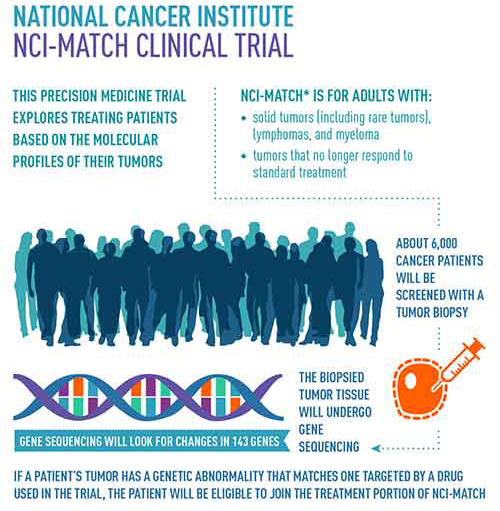 NATIONAL CANCER INSTITUTE
NCI-MATCH CLINICAL TRIAL
THIS PRECISION MEDICINE TRIAL
EXPLORES TREATING PATIENTS
BASED ON THE MOLECULAR
PROFILES OF THEIR TUMORS
NCI-MATCH* IS FOR ADULTS WITH:
• solid tumors (including rare tumors),
lymphomas, and myeloma
• tumors that no longer respond to
standard treatment
ABOUT 6,000
CANCER PATIENTS
WILL BE
SCREENED WITH A
TUMOR BIOPSY
THE BIOPSIED
TUMOR TISSUE
WILL UNDERGO
GENE
SEQUENCING
GENE SEQUENCING WILL LOOK FOR CHANGES IN 143 GENES
IF A PATIENT'S TUMOR HAS A GENETIC ABNORMALITY THAT MATCHES ONE TARGETED BY A DRUG
USED IN THE TRIAL, THE PATIENT WILL BE ELIGIBLE TO JOIN THE TREATMENT PORTION OF NCI-MATCH